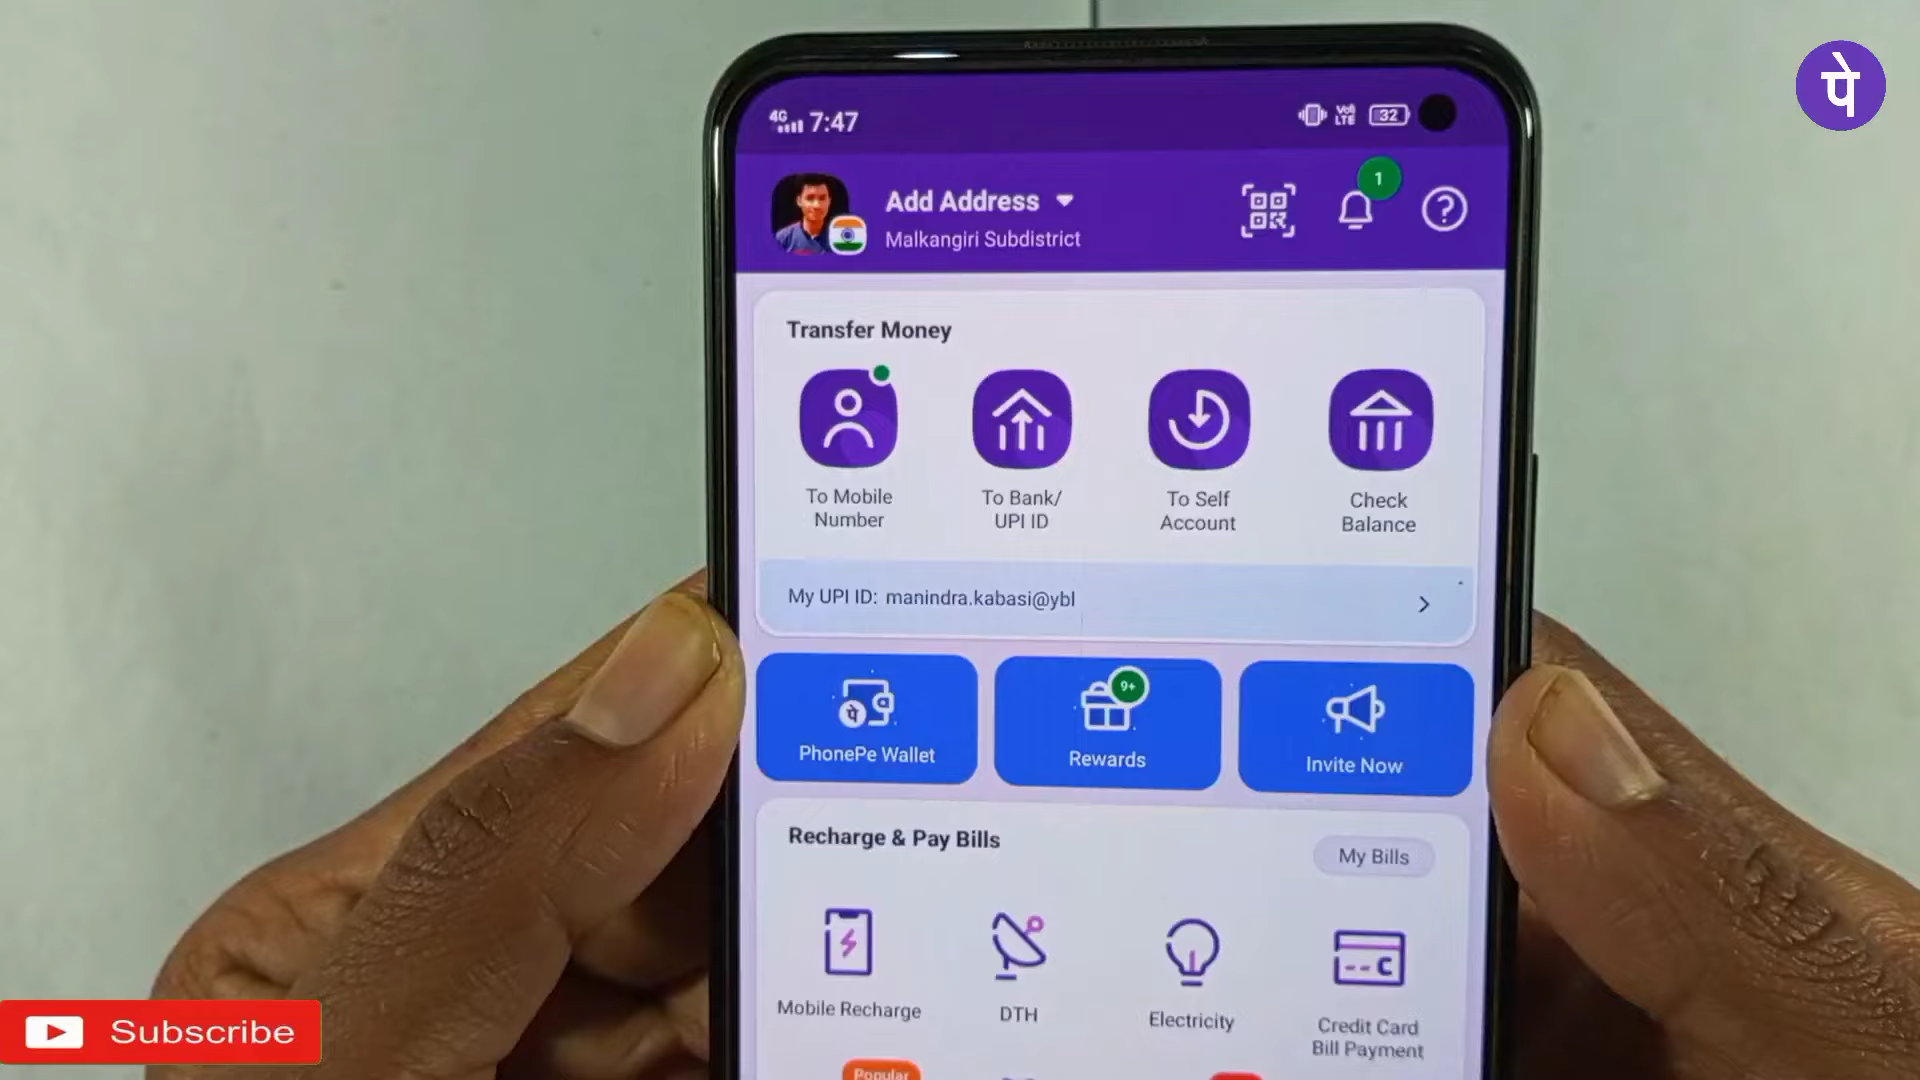 पे
4G 7:47
Vo) LTE 32
1
Add Address
Malkangiri Subdistrict
Transfer Money
To Mobile Number
To Bank/ UPI ID
To Self Account
Check Balance
My UPI ID: manindra.kabasi@ybl
पे
9+
PhonePe Wallet
Rewards
Invite Now
Recharge & Pay Bills
My Bills
Mobile Recharge
DTH
Electricity
Credit Card Bill Payment
Popular
Subscribe